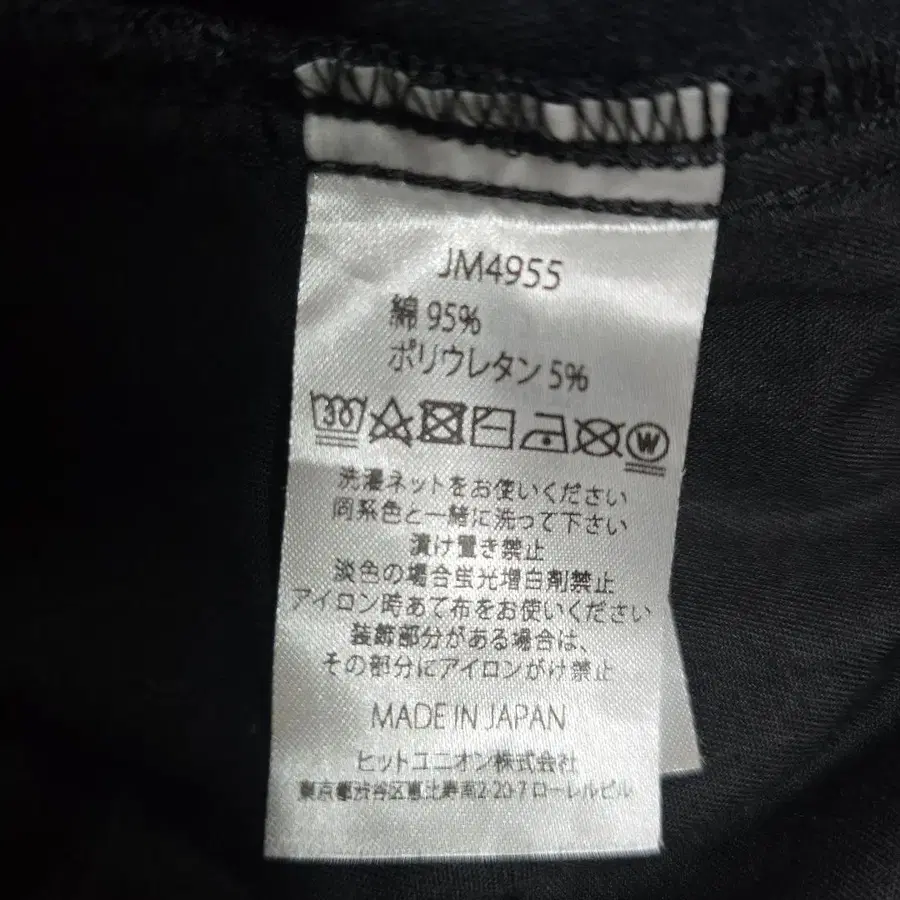 JM4955
綿 95%
ポリウレタン 5%
30 W
洗濯ネットをお使いください
同系色と一緒に洗って下さい
漬け置き禁止
淡色の場合蛍光増白剤禁止
アイロン時あて布をお使いください
装飾部分がある場合は、
その部分にアイロンがけ禁止
MADE IN JAPAN
ヒットユニオン株式会社
東京都渋谷区恵比寿南2-20-7 ローレルビル